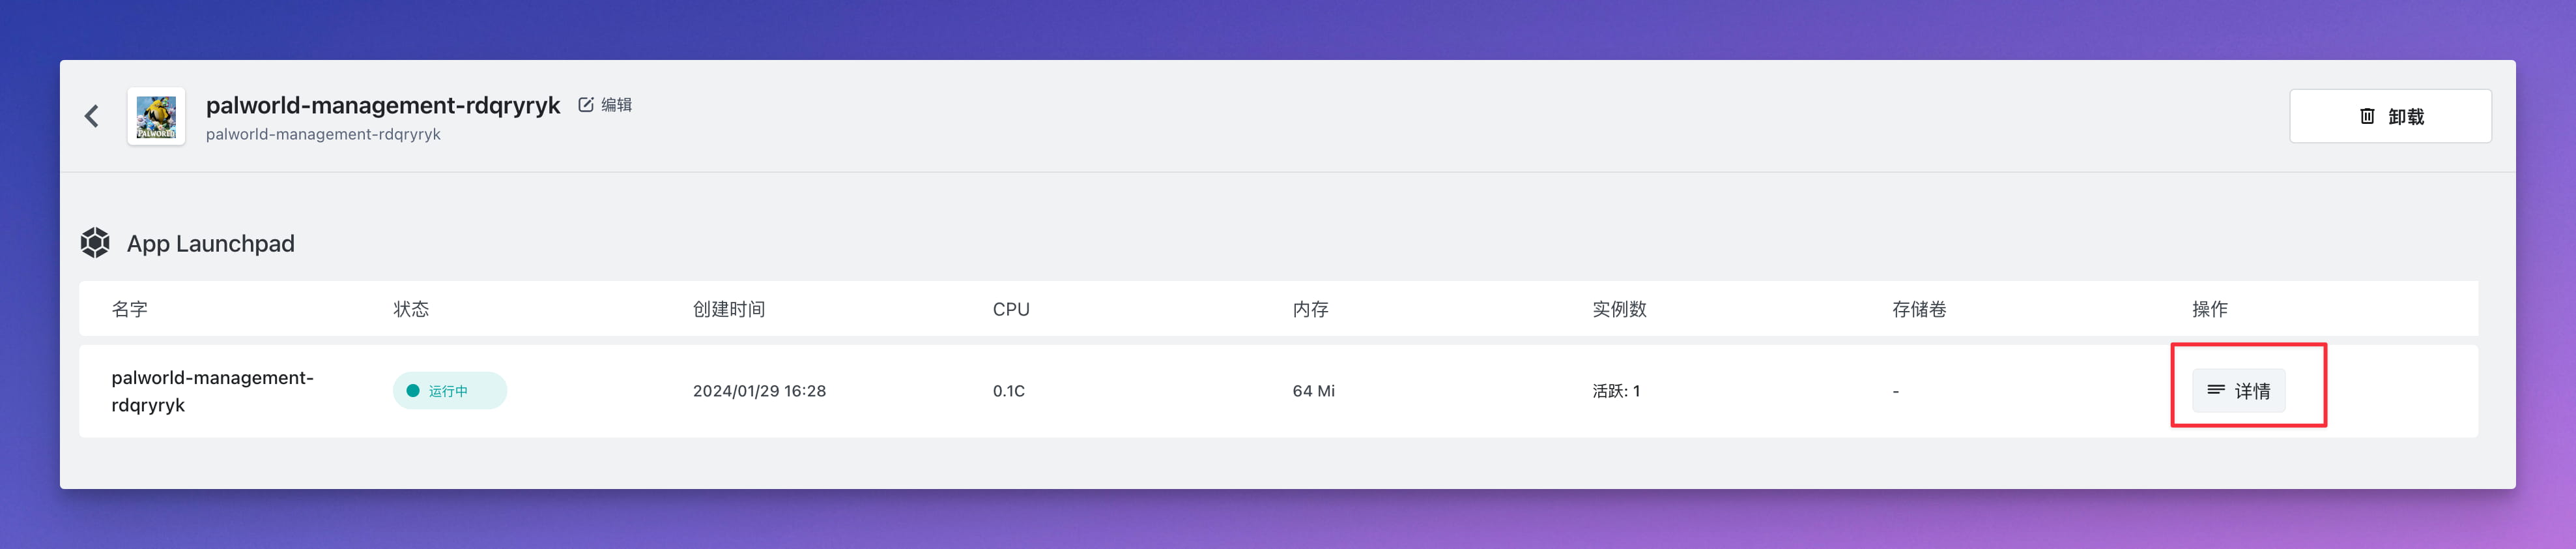 palworld-management-rdqryryk 编辑
palworld-management-rdqryryk
卸载
PALWORLD
App Launchpad
名字 状态 创建时间 CPU 内存 实例数 存储卷 操作
palworld-management-
rdqryryk
运行中 2024/01/29 16:28 0.1C 64 Mi 活跃: 1 - 详情